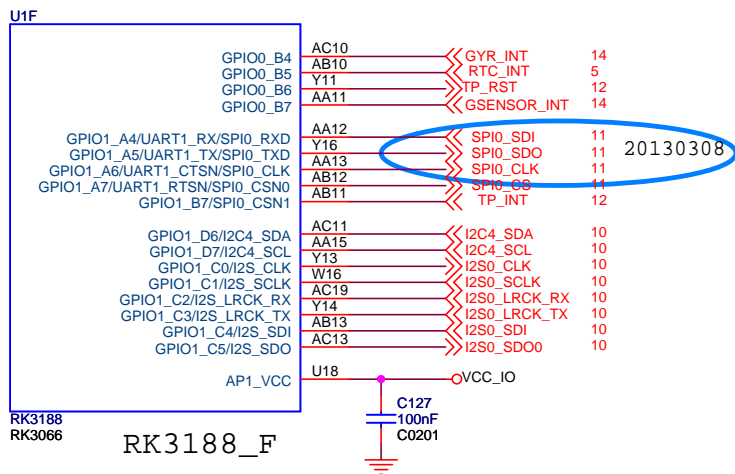 U1F
GPIO0_B4 AC10 GYR_INT 14
GPIO0_B5 AB10 RTC_INT 5
GPIO0_B6 Y11 TP_RST 12
GPIO0_B7 AA11 GSENSOR_INT 14
GPIO1_A4/UART1_RX/SPI0_RXD AA12 SPI0_SDI 11
GPIO1_A5/UART1_TX/SPI0_TXD Y16 SPI0_SDO 11 20130308
GPIO1_A6/UART1_CTSN/SPI0_CLK AA13 SPI0_CLK 11
GPIO1_A7/UART1_RTSN/SPI0_CSN0 AB12 SPI0_CS 11
GPIO1_B7/SPI0_CSN1 AB11 TP_INT 12
GPIO1_D6/I2C4_SDA AC11 I2C4_SDA 10
GPIO1_D7/I2C4_SCL AA15 I2C4_SCL 10
GPIO1_C0/I2S_CLK Y13 I2S0_CLK 10
GPIO1_C1/I2S_SCLK W16 I2S0_SCLK 10
GPIO1_C2/I2S_LRCK_RX AC19 I2S0_LRCK_RX 10
GPIO1_C3/I2S_LRCK_TX Y14 I2S0_LRCK_TX 10
GPIO1_C4/I2S_SDI AB13 I2S0_SDI 10
GPIO1_C5/I2S_SDO AC13 I2S0_SDO0 10
AP1_VCC U18 VCC_IO
C127
100nF
C0201
RK3188
RK3066
RK3188_F